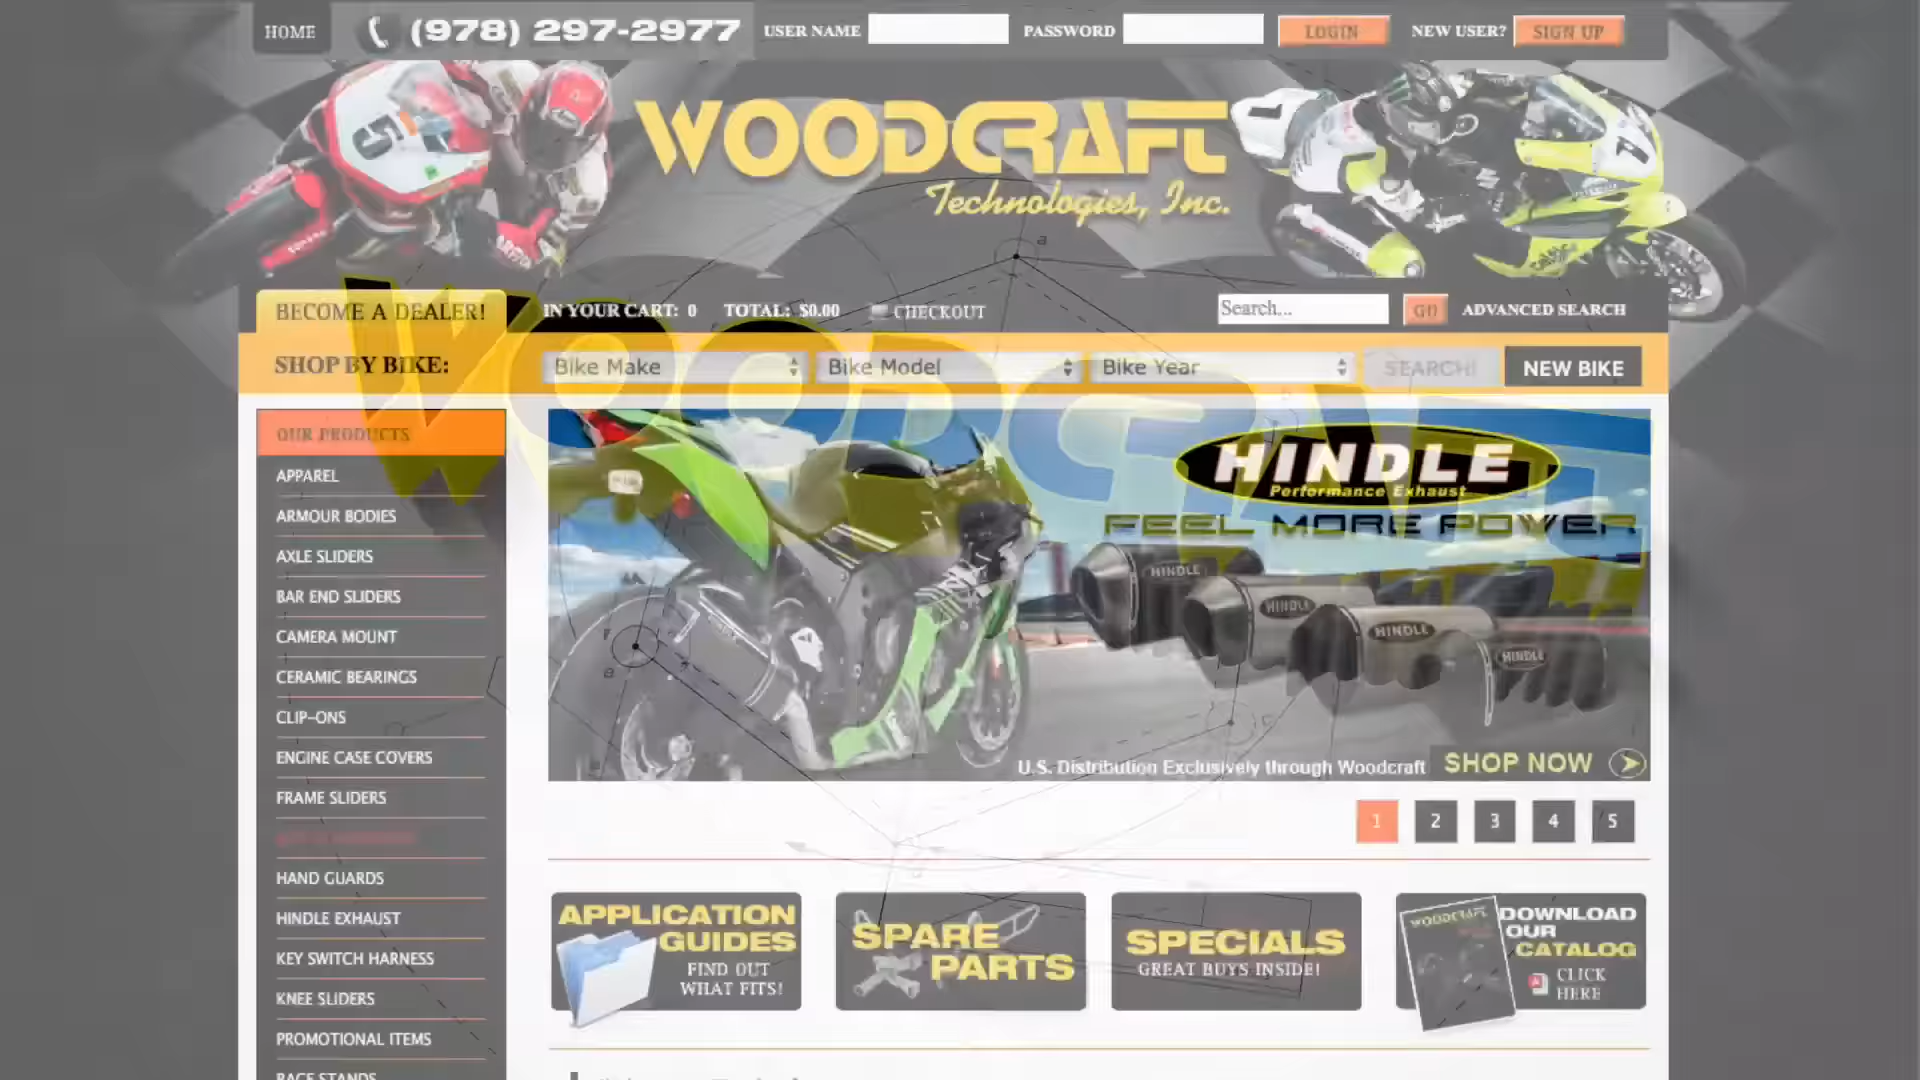 HOME
(978) 297-2977
USER NAME
PASSWORD
LOGIN
NEW USER?
SIGN UP
WOODCRAFT
Technologies, Inc.
BECOME A DEALER!
IN YOUR CART: 0
TOTAL: $0.00
CHECKOUT
Search...
GO
ADVANCED SEARCH
SHOP BY BIKE:
Bike Make
Bike Model
Bike Year
SEARCH!
NEW BIKE
WOODCRAFT
OUR PRODUCTS
APPAREL
ARMOUR BODIES
AXLE SLIDERS
BAR END SLIDERS
CAMERA MOUNT
CERAMIC BEARINGS
CLIP-ONS
ENGINE CASE COVERS
FRAME SLIDERS
HAND GUARDS
HINDLE EXHAUST
KEY SWITCH HARNESS
KNEE SLIDERS
PROMOTIONAL ITEMS
RACE STANDS
HINDLE
Performance Exhaust
FEEL MORE POWER
HINDLE
HINDLE
HINDLE
HINDLE
U.S. Distribution Exclusively through Woodcraft
SHOP NOW
1 2 3 4 5
APPLICATION
GUIDES
FIND OUT
WHAT FITS!
SPARE
PARTS
SPECIALS
GREAT BUYS INSIDE!
WOODCRAFT
DOWNLOAD
OUR
CATALOG
CLICK
HERE